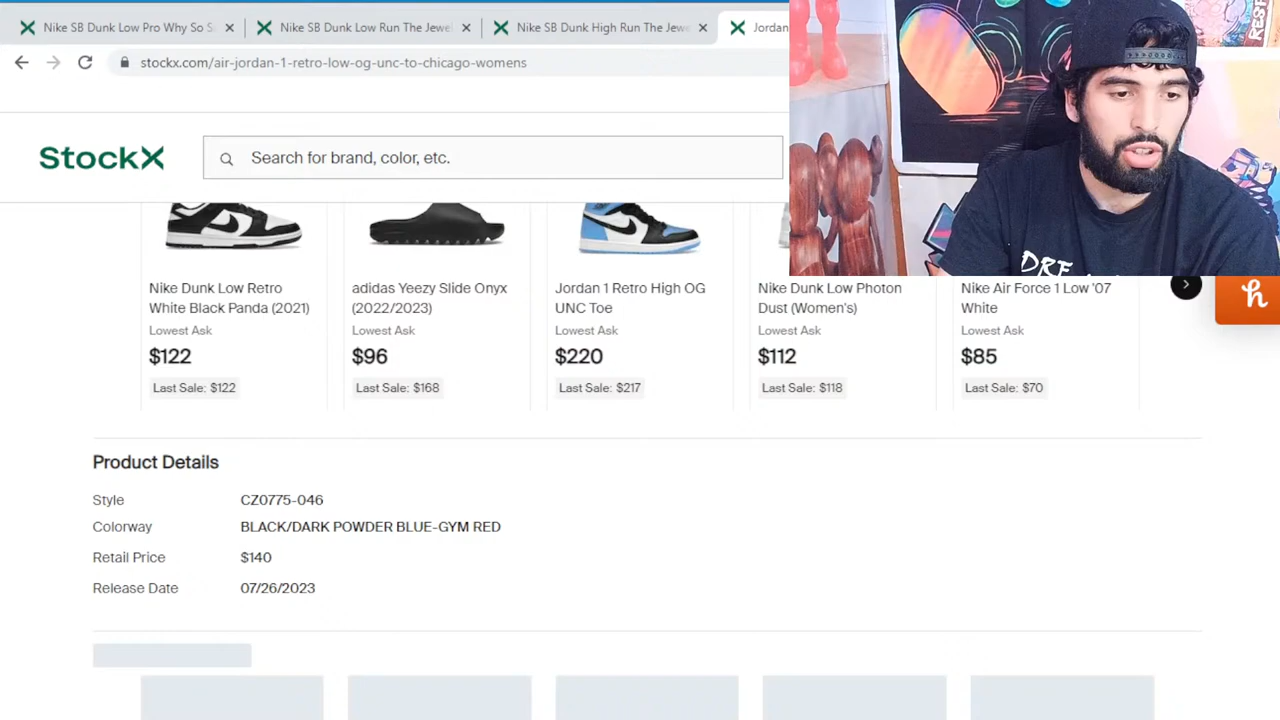 Nike SB Dunk Low Pro Why So S
Nike SB Dunk Low Run The Jewel
Nike SB Dunk High Run The Jewe
Jordan
stockx.com/air-jordan-1-retro-low-og-unc-to-chicago-womens
StockX
Search for brand, color, etc.
Nike Dunk Low Retro
White Black Panda (2021)
Lowest Ask
$122
Last Sale: $122
adidas Yeezy Slide Onyx
(2022/2023)
Lowest Ask
$96
Last Sale: $168
Jordan 1 Retro High OG
UNC Toe
Lowest Ask
$220
Last Sale: $217
Nike Dunk Low Photon
Dust (Women's)
Lowest Ask
$112
Last Sale: $118
Nike Air Force 1 Low '07
White
Lowest Ask
$85
Last Sale: $70
h
Product Details
Style CZ0775-046
Colorway BLACK/DARK POWDER BLUE-GYM RED
Retail Price $140
Release Date 07/26/2023